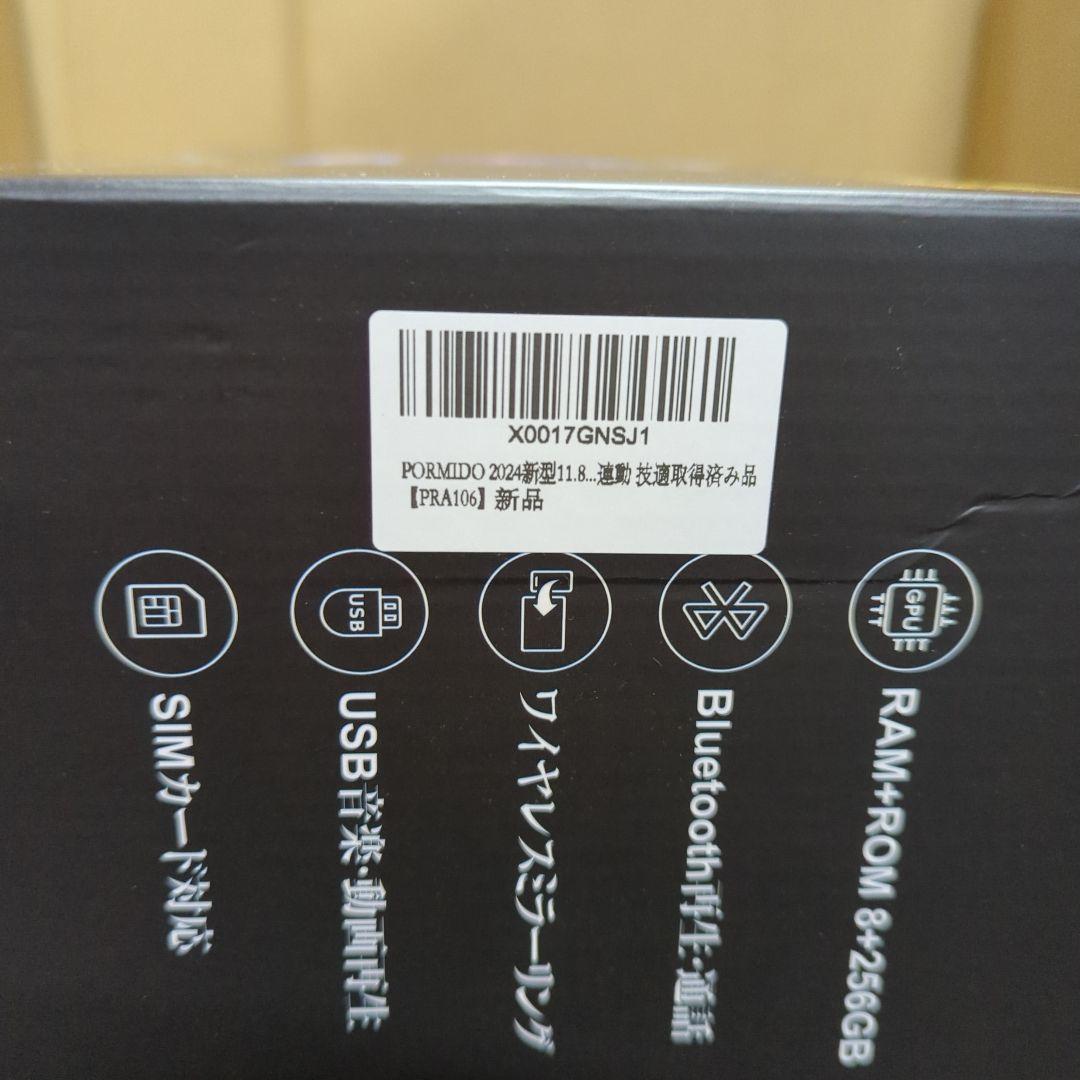 X0017GNSJ1
PORMIDO 2024新型11.8...連動 技適取得済み品
【PRA106】新品
GPU
RAM+ROM 8+256GB
Bluetooth再生・通話
ワイヤレスミラーリング
USB
USB音楽・動画再生
SIMカード対応